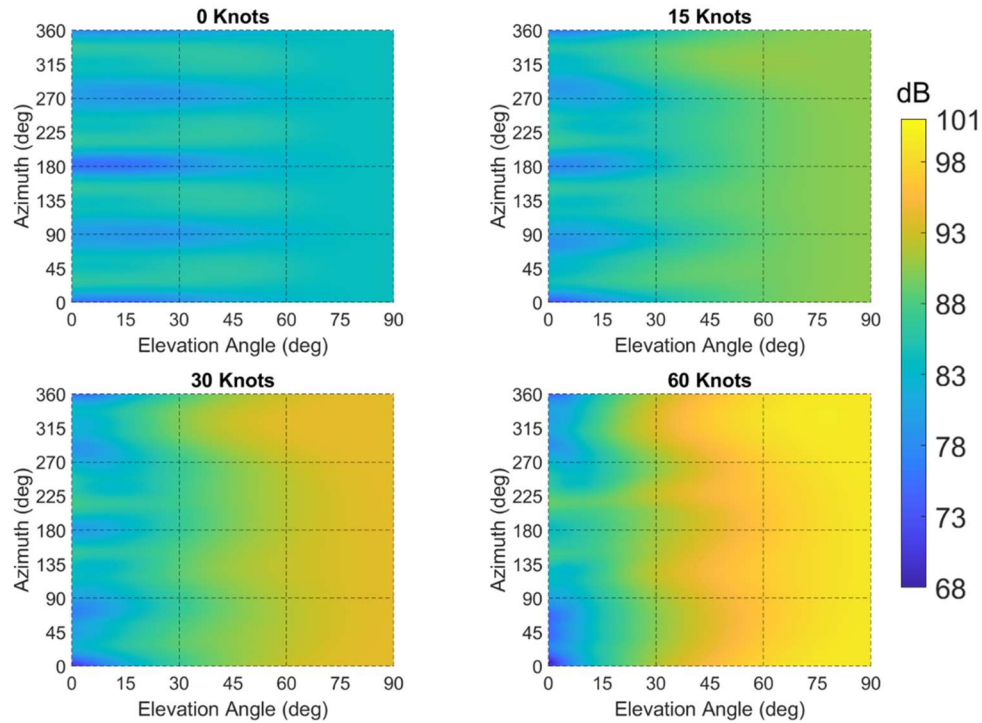 0 Knots
360
315
270
225
180
135
90
45
0
Azimuth (deg)
0 15 30 45 60 75 90
Elevation Angle (deg)
15 Knots
360
315
270
225
180
135
90
45
0
Azimuth (deg)
0 15 30 45 60 75 90
Elevation Angle (deg)
dB
101
98
93
88
83
78
73
68
30 Knots
360
315
270
225
180
135
90
45
0
Azimuth (deg)
0 15 30 45 60 75 90
Elevation Angle (deg)
60 Knots
360
315
270
225
180
135
90
45
0
Azimuth (deg)
0 15 30 45 60 75 90
Elevation Angle (deg)